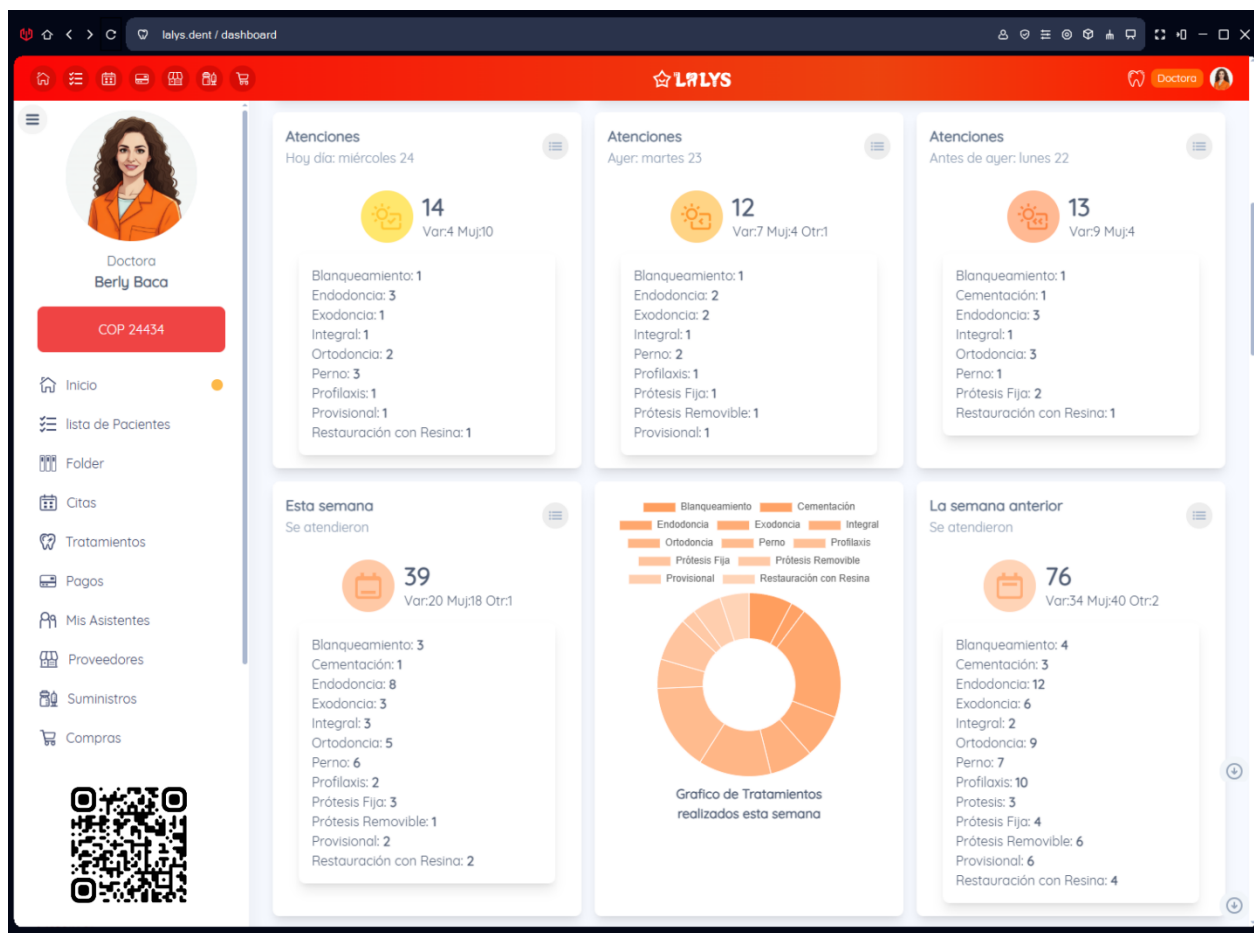 lalys.dent / dashboard
LALYS
Doctora
Doctora
Berly Baca
COP 24434
Inicio
lista de Pacientes
Folder
Citas
Tratamientos
Pagos
Mis Asistentes
Proveedores
Suministros
Compras
Atenciones
Hoy día: miércoles 24
14
Var:4 Muj:10
Blanqueamiento: 1
Endodoncia: 3
Exodoncia: 1
Integral: 1
Ortodoncia: 2
Perno: 3
Profilaxis: 1
Provisional: 1
Restauración con Resina: 1
Atenciones
Ayer: martes 23
12
Var:7 Muj:4 Otr:1
Blanqueamiento: 1
Endodoncia: 2
Exodoncia: 2
Integral: 1
Perno: 2
Profilaxis: 1
Prótesis Fija: 1
Prótesis Removible: 1
Provisional: 1
Atenciones
Antes de ayer: lunes 22
13
Var:9 Muj:4
Blanqueamiento: 1
Cementación: 1
Endodoncia: 3
Integral: 1
Ortodoncia: 3
Perno: 1
Prótesis Fija: 2
Restauración con Resina: 1
Esta semana
Se atendieron
39
Var:20 Muj:18 Otr:1
Blanqueamiento: 3
Cementación: 1
Endodoncia: 8
Exodoncia: 3
Integral: 3
Ortodoncia: 5
Perno: 6
Profilaxis: 2
Prótesis Fija: 3
Prótesis Removible: 1
Provisional: 2
Restauración con Resina: 2
Blanqueamiento Cementación
Endodoncia Exodoncia Integral
Ortodoncia Perno Profilaxis
Prótesis Fija Prótesis Removible
Provisional Restauración con Resina
Grafico de Tratamientos
realizados esta semana
La semana anterior
Se atendieron
76
Var:34 Muj:40 Otr:2
Blanqueamiento: 4
Cementación: 3
Endodoncia: 12
Exodoncia: 6
Integral: 2
Ortodoncia: 9
Perno: 7
Profilaxis: 10
Protesis: 3
Prótesis Fija: 4
Prótesis Removible: 6
Provisional: 6
Restauración con Resina: 4